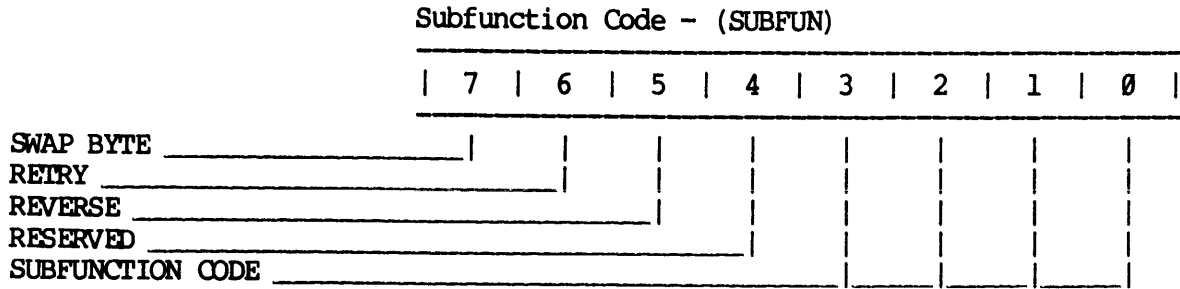 Subfunction Code - (SUBFUN)
| 7 | 6 | 5 | 4 | 3 | 2 | 1 | 0 |
SWAP BYTE
RETRY
REVERSE
RESERVED
SUBFUNCTION CODE